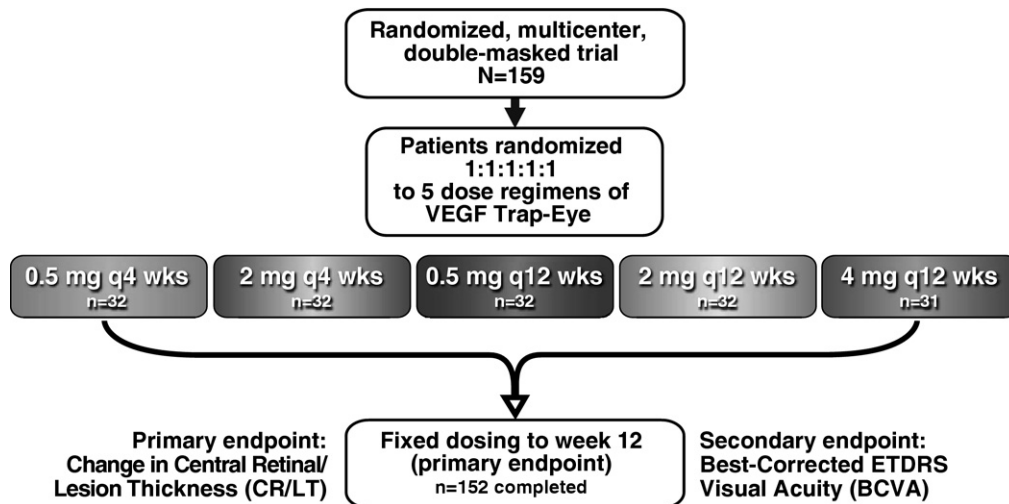 Randomized, multicenter,
double-masked trial
N=159
Patients randomized
1:1:1:1:1
to 5 dose regimens of
VEGF Trap-Eye
0.5 mg q4 wks
n=32
2 mg q4 wks
n=32
0.5 mg q12 wks
n=32
2 mg q12 wks
n=32
4 mg q12 wks
n=31
Primary endpoint:
Change in Central Retinal/
Lesion Thickness (CR/LT)
Fixed dosing to week 12
(primary endpoint)
n=152 completed
Secondary endpoint:
Best-Corrected ETDRS
Visual Acuity (BCVA)